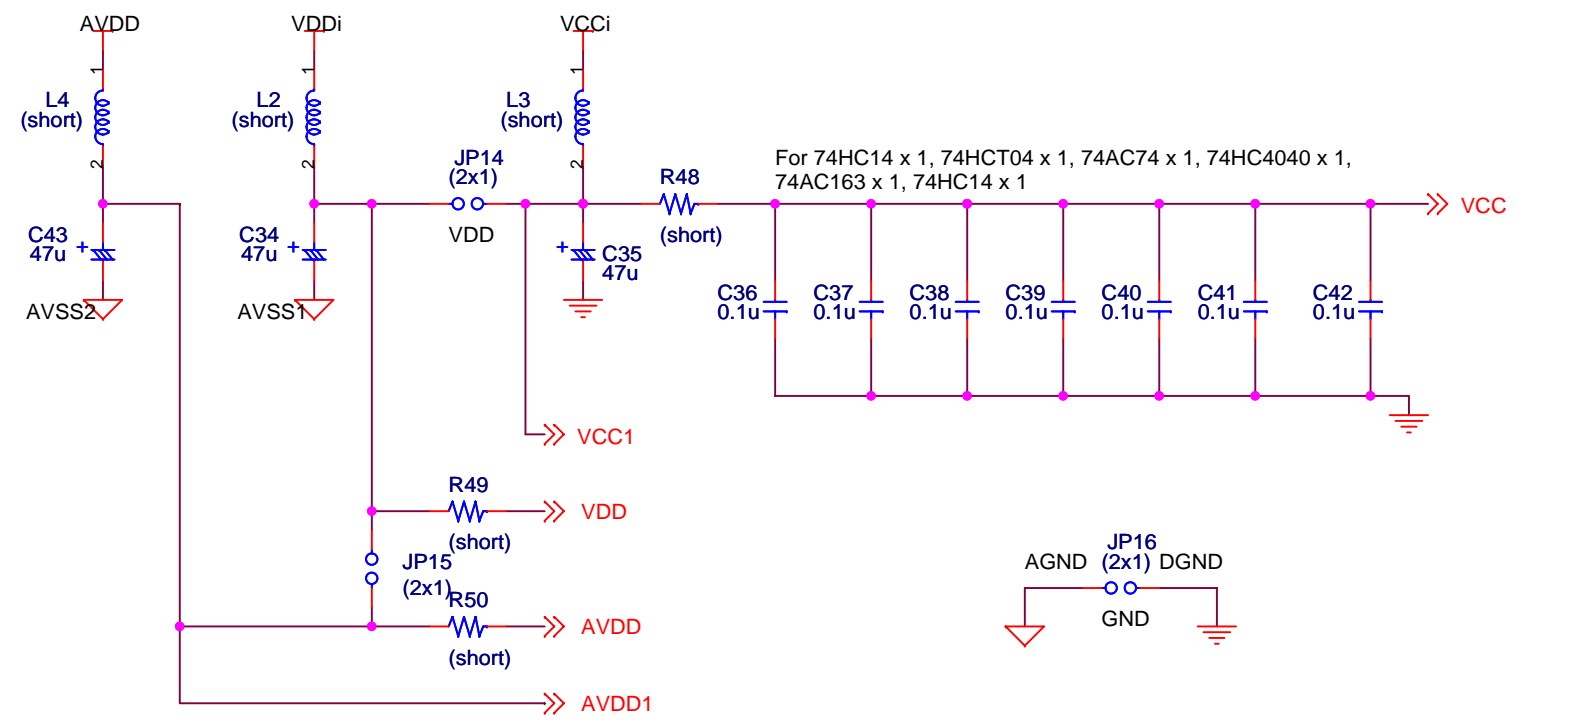 AVDD
VDDi
VCCi
1
1
1
L4
(short)
L2
(short)
L3
(short)
2
2
2
JP14
(2x1)
VDD
R48
(short)
For 74HC14 x 1, 74HCT04 x 1, 74AC74 x 1, 74HC4040 x 1,
74AC163 x 1, 74HC14 x 1
VCC
C43
47u
+
C34
47u
+
+
C35
47u
AVSS2
AVSS1
C36
0.1u
C37
0.1u
C38
0.1u
C39
0.1u
C40
0.1u
C41
0.1u
C42
0.1u
VCC1
R49
(short)
VDD
JP15
(2x1)
R50
(short)
AVDD
AVDD1
JP16
AGND (2x1) DGND
GND